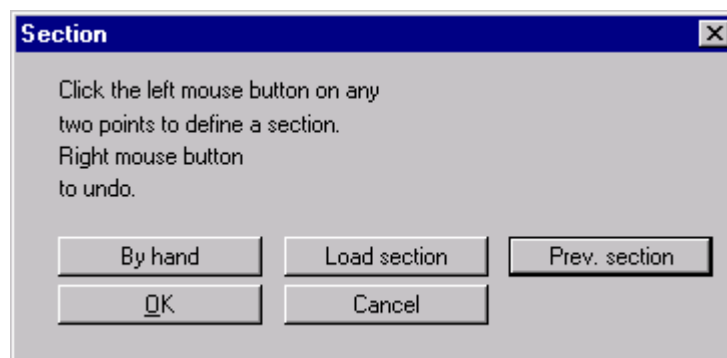 Section
Click the left mouse button on any
two points to define a section.
Right mouse button
to undo.
By hand Load section Prev. section
OK Cancel